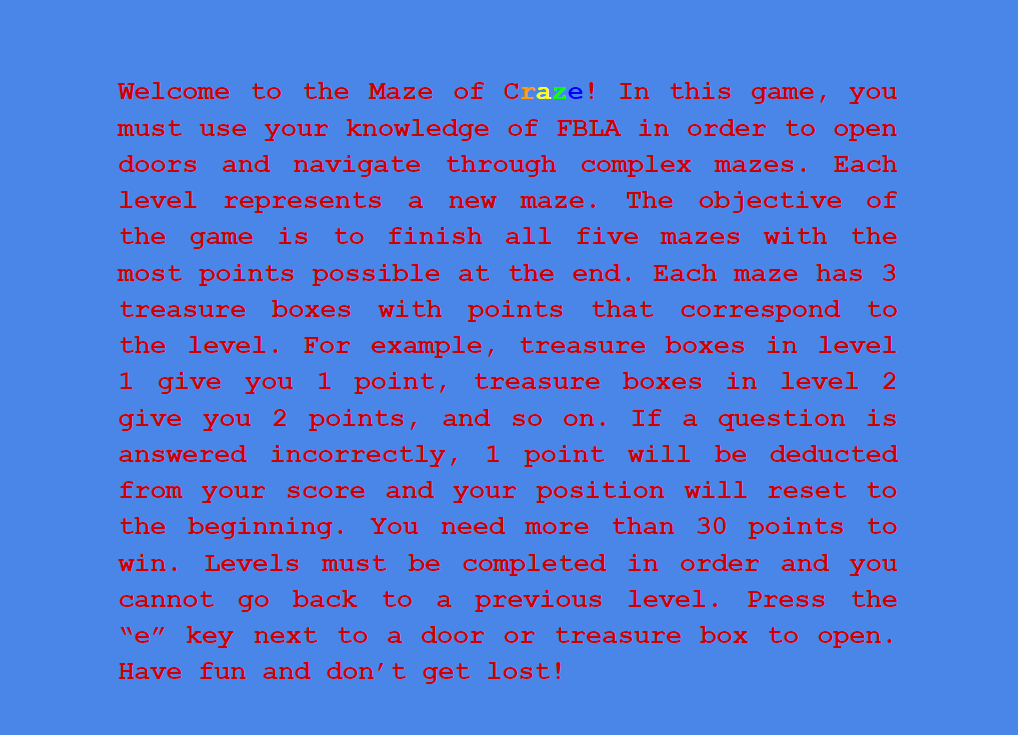 Welcome to the Maze of Craze! In this game, you
must use your knowledge of FBLA in order to open
doors and navigate through complex mazes. Each
level represents a new maze. The objective of
the game is to finish all five mazes with the
most points possible at the end. Each maze has 3
treasure boxes with points that correspond to
the level. For example, treasure boxes in level
1 give you 1 point, treasure boxes in level 2
give you 2 points, and so on. If a question is
answered incorrectly, 1 point will be deducted
from your score and your position will reset to
the beginning. You need more than 30 points to
win. Levels must be completed in order and you
cannot go back to a previous level. Press the
“e” key next to a door or treasure box to open.
Have fun and don’t get lost!